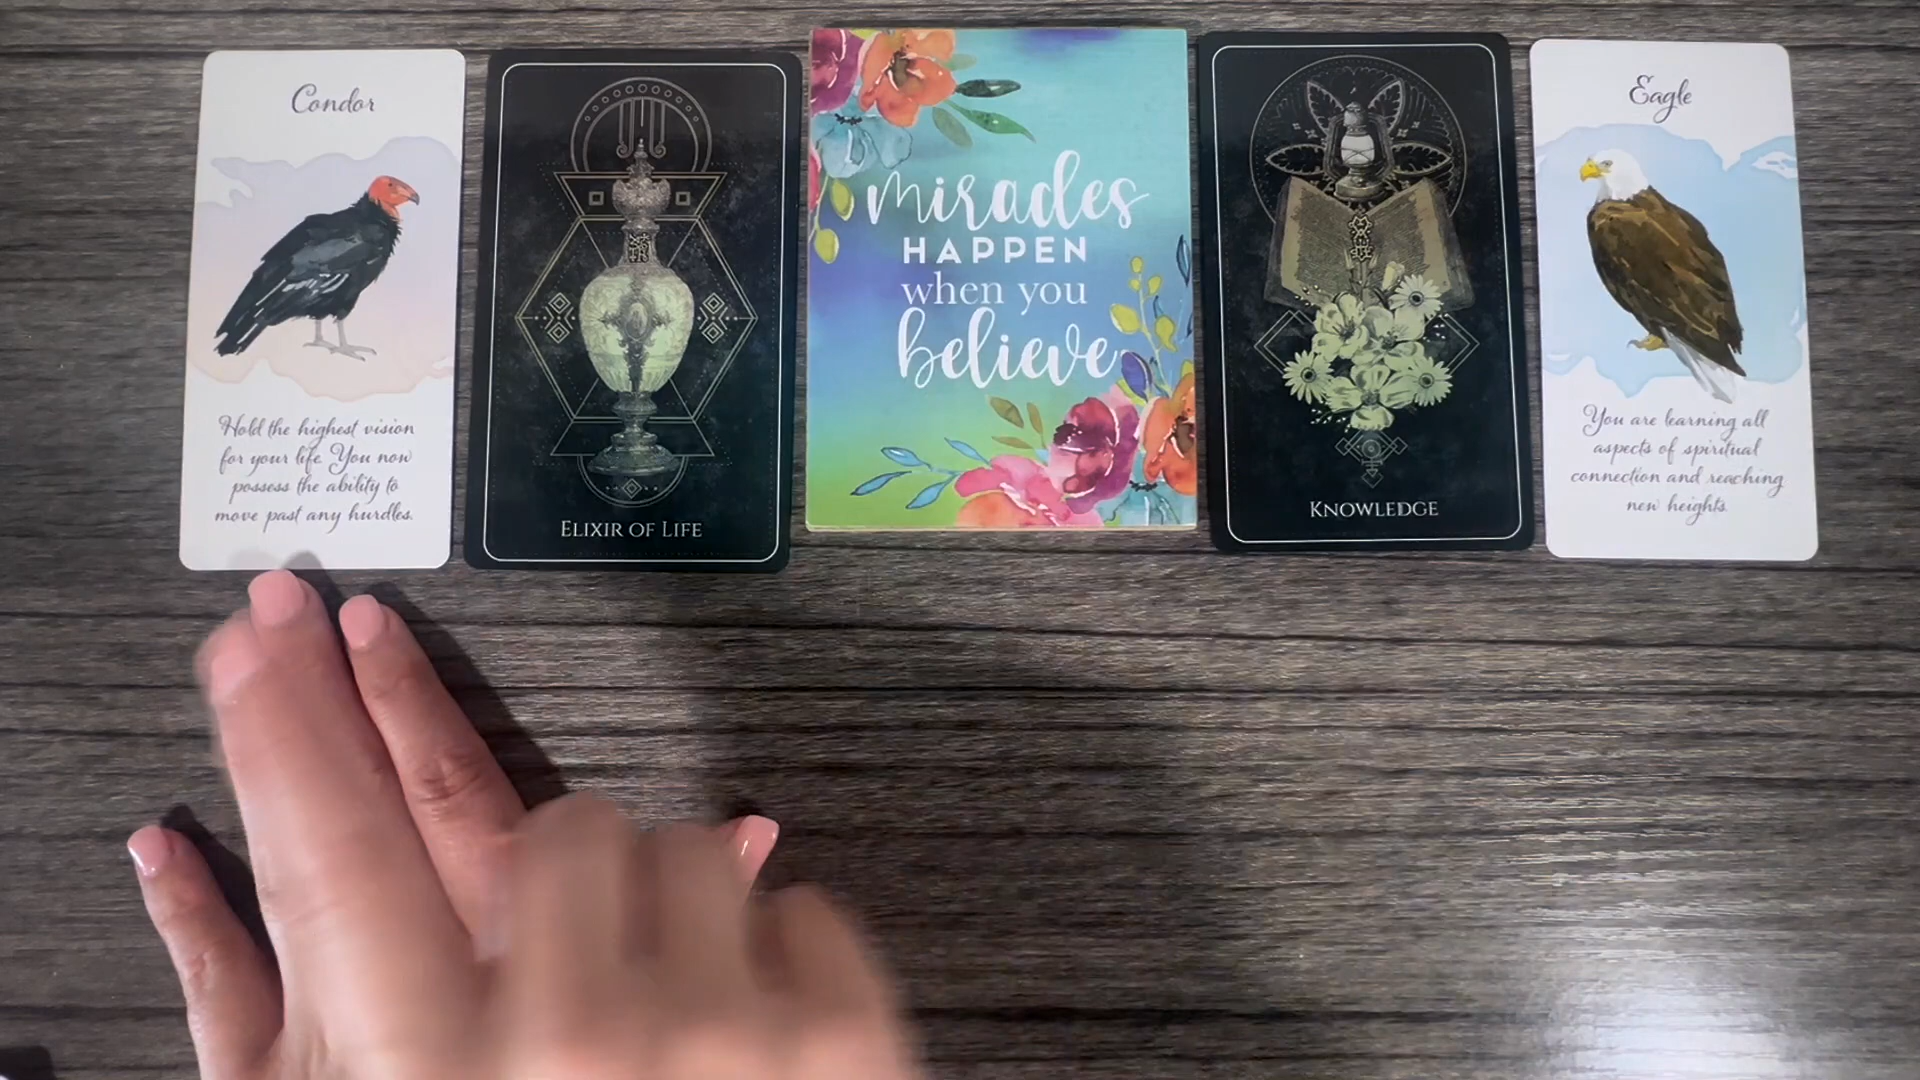 Condor
Hold the highest vision
for your life. You now
possess the ability to
move past any hurdles.
ELIXIR OF LIFE
miracles
HAPPEN
when you
believe
KNOWLEDGE
Eagle
You are learning all
aspects of spiritual
connection and reaching
new heights.